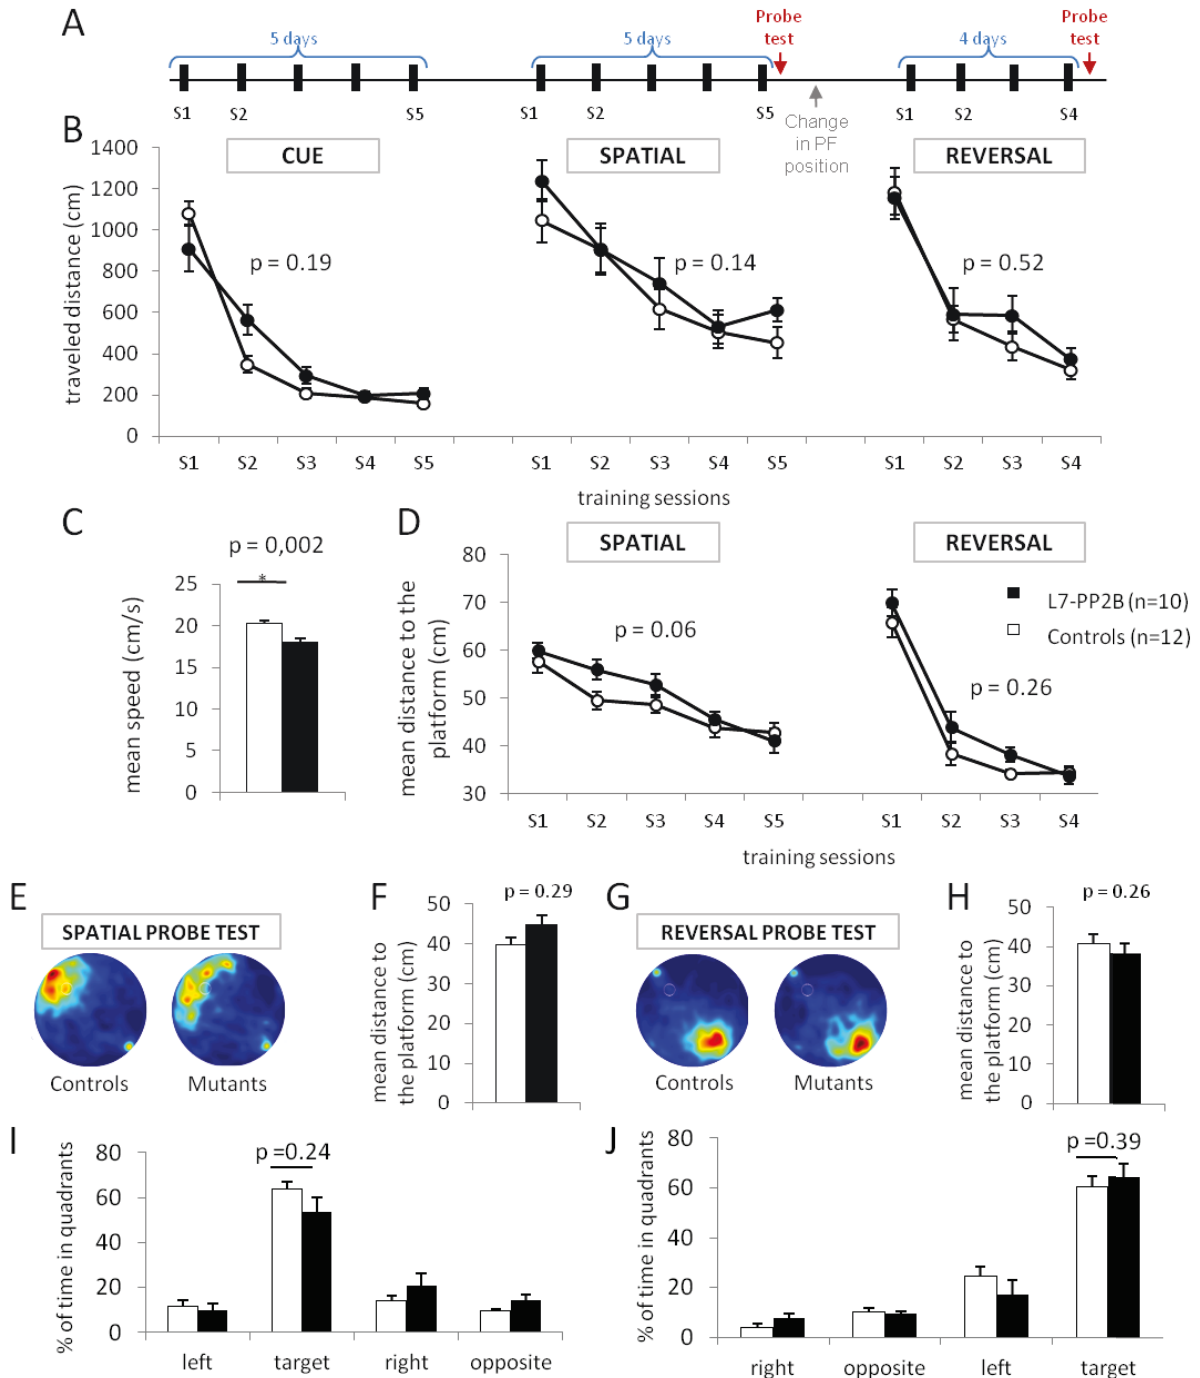 A
5 days
5 days
Probe
test
4 days
Probe
test
S1
S2
S5
S1
S2
S5
S2
S4
Change
in PF
position
B
CUE
SPATIAL
REVERSAL
traveled distance (cm)
1400
1200
1000
800
600
400
200
0
p = 0.19
p = 0.14
p = 0.52
S1
S2
S3
S4
S5
S1
S2
S3
S4
S5
S1
S2
S3
S4
training sessions
C
p = 0,002
*
mean speed (cm/s)
25
20
15
10
5
0
D
SPATIAL
REVERSAL
mean distance to the
platform (cm)
80
70
60
50
40
30
p = 0.06
p = 0.26
L7-PP2B (n=10)
Controls (n=12)
S1
S2
S3
S4
S5
S1
S2
S3
S4
training sessions
E
SPATIAL PROBE TEST
Controls
Mutants
F
p = 0.29
mean distance to
the platform (cm)
50
40
30
20
10
0
G
REVERSAL PROBE TEST
Controls
Mutants
H
p = 0.26
mean distance to
the platform (cm)
50
40
30
20
10
0
I
% of time in quadrants
80
60
40
20
0
p =0.24
left
target
right
opposite
J
% of time in quadrants
80
60
40
20
0
p =0.39
right
opposite
left
target